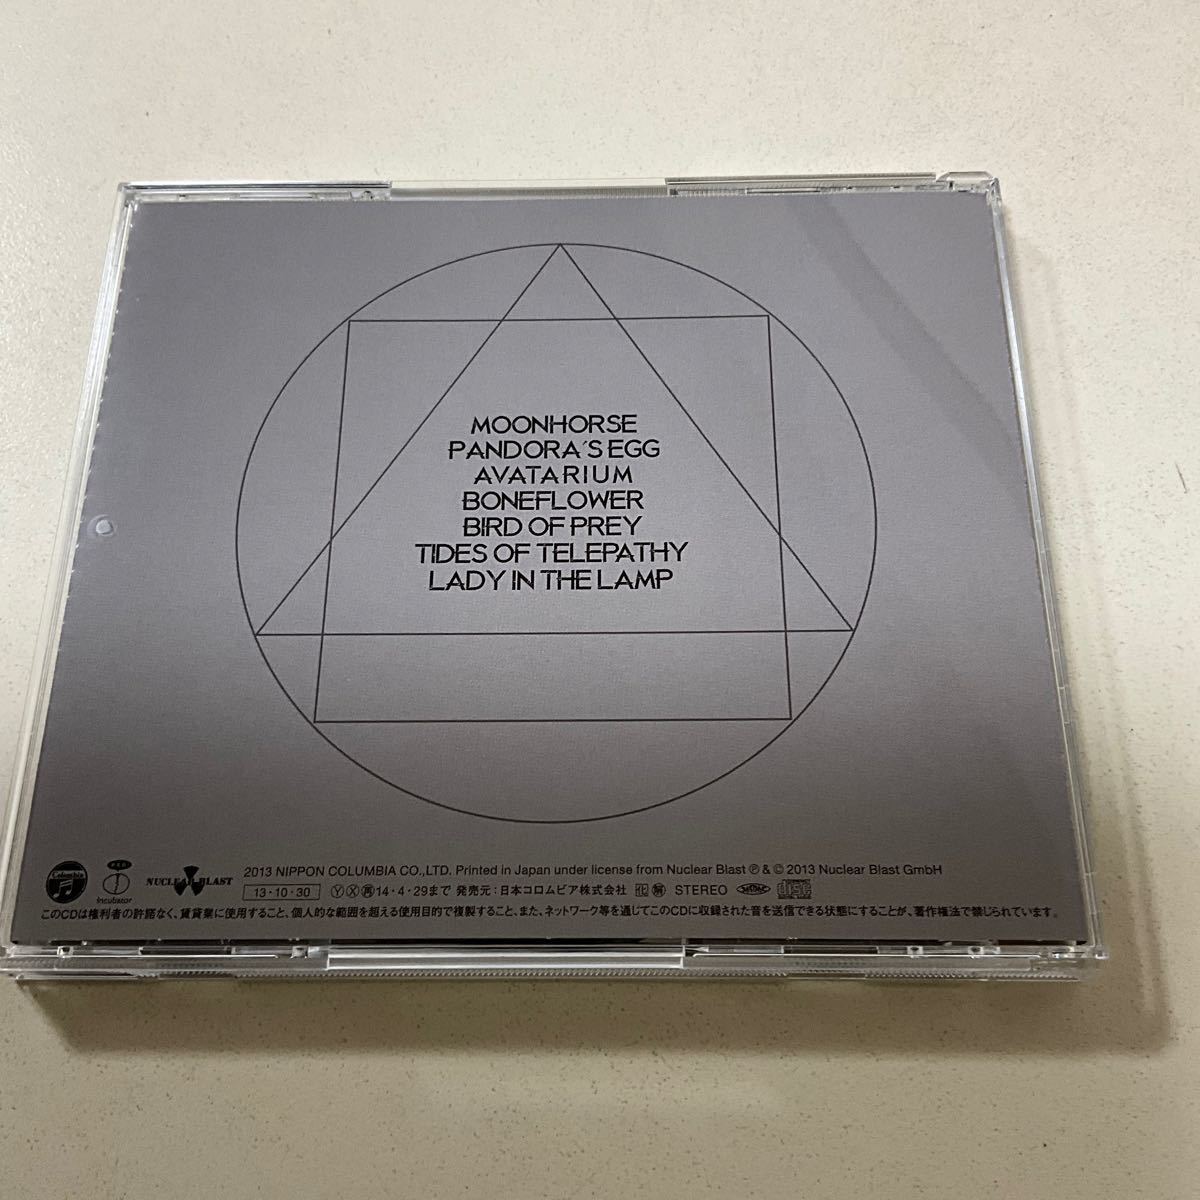 MOONHORSE
PANDORA'S EGG
AVATARIUM
BONEFLOWER
BIRD OF PREY
TIDES OF TELEPATHY
LADY IN THE LAMP
Columbia
Incubator
NUCLEAR BLAST
2013 NIPPON COLUMBIA CO.,LTD. Printed in Japan under license from Nuclear Blast ℗ & © 2013 Nuclear Blast GmbH
13・10・30 Ⓨ Ⓧ 再 14・4・29まで 発売元:日本コロムビア株式会社 STEREO
このCDは権利者の許諾なく、賃貸業に使用すること、個人的な範囲を超える使用目的で複製すること、また、ネットワーク等を通じてこのCDに収録された音を送信できる状態にすることが、著作権法で禁じられています。